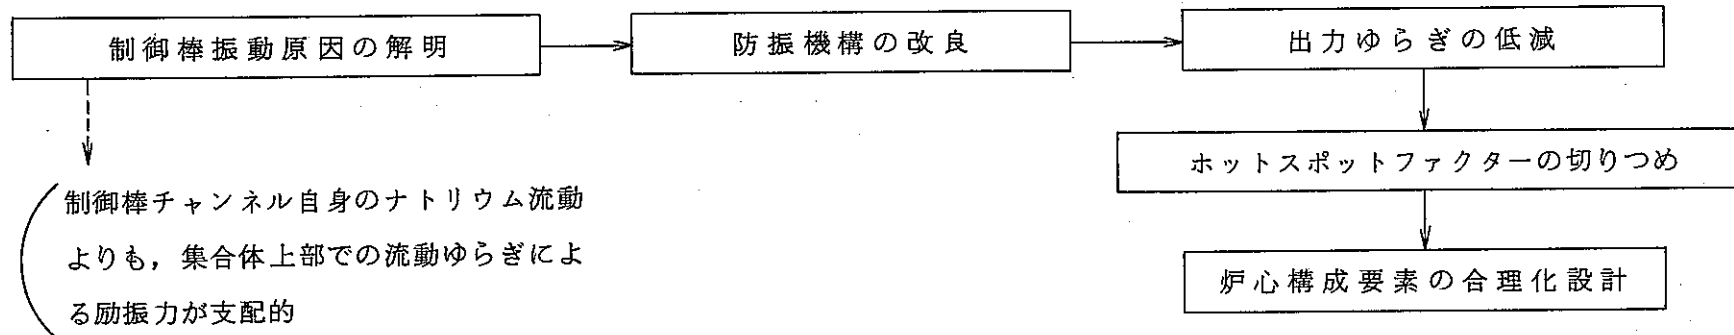 制御棒振動原因の解明
防振機構の改良
出力ゆらぎの低減
ホットスポットファクターの切りつめ
炉心構成要素の合理化設計
制御棒チャンネル自身のナトリウム流動
よりも，集合体上部での流動ゆらぎによ
る励振力が支配的